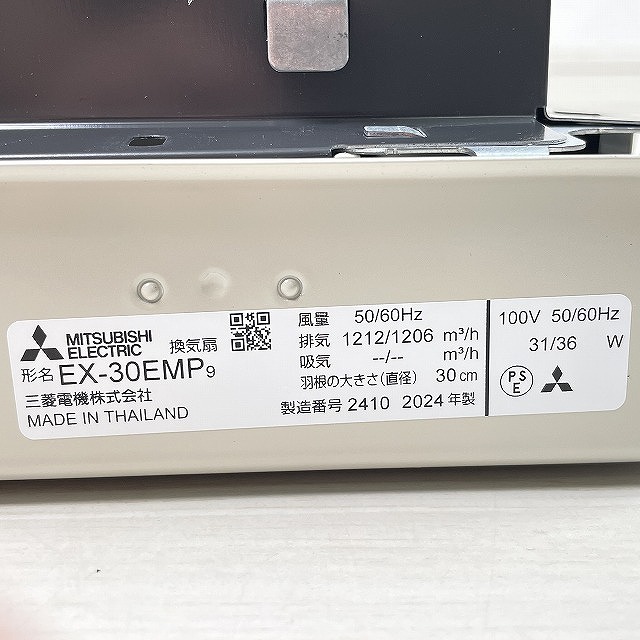 MITSUBISHI
ELECTRIC
換気扇
形名 EX-30EMP9
三菱電機株式会社
MADE IN THAILAND
風量 50/60Hz
排気 1212/1206 m³/h
吸気 --/-- m³/h
羽根の大きさ(直径) 30 cm
製造番号 2410 2024 年製
100V 50/60Hz
31/36 W
PSE